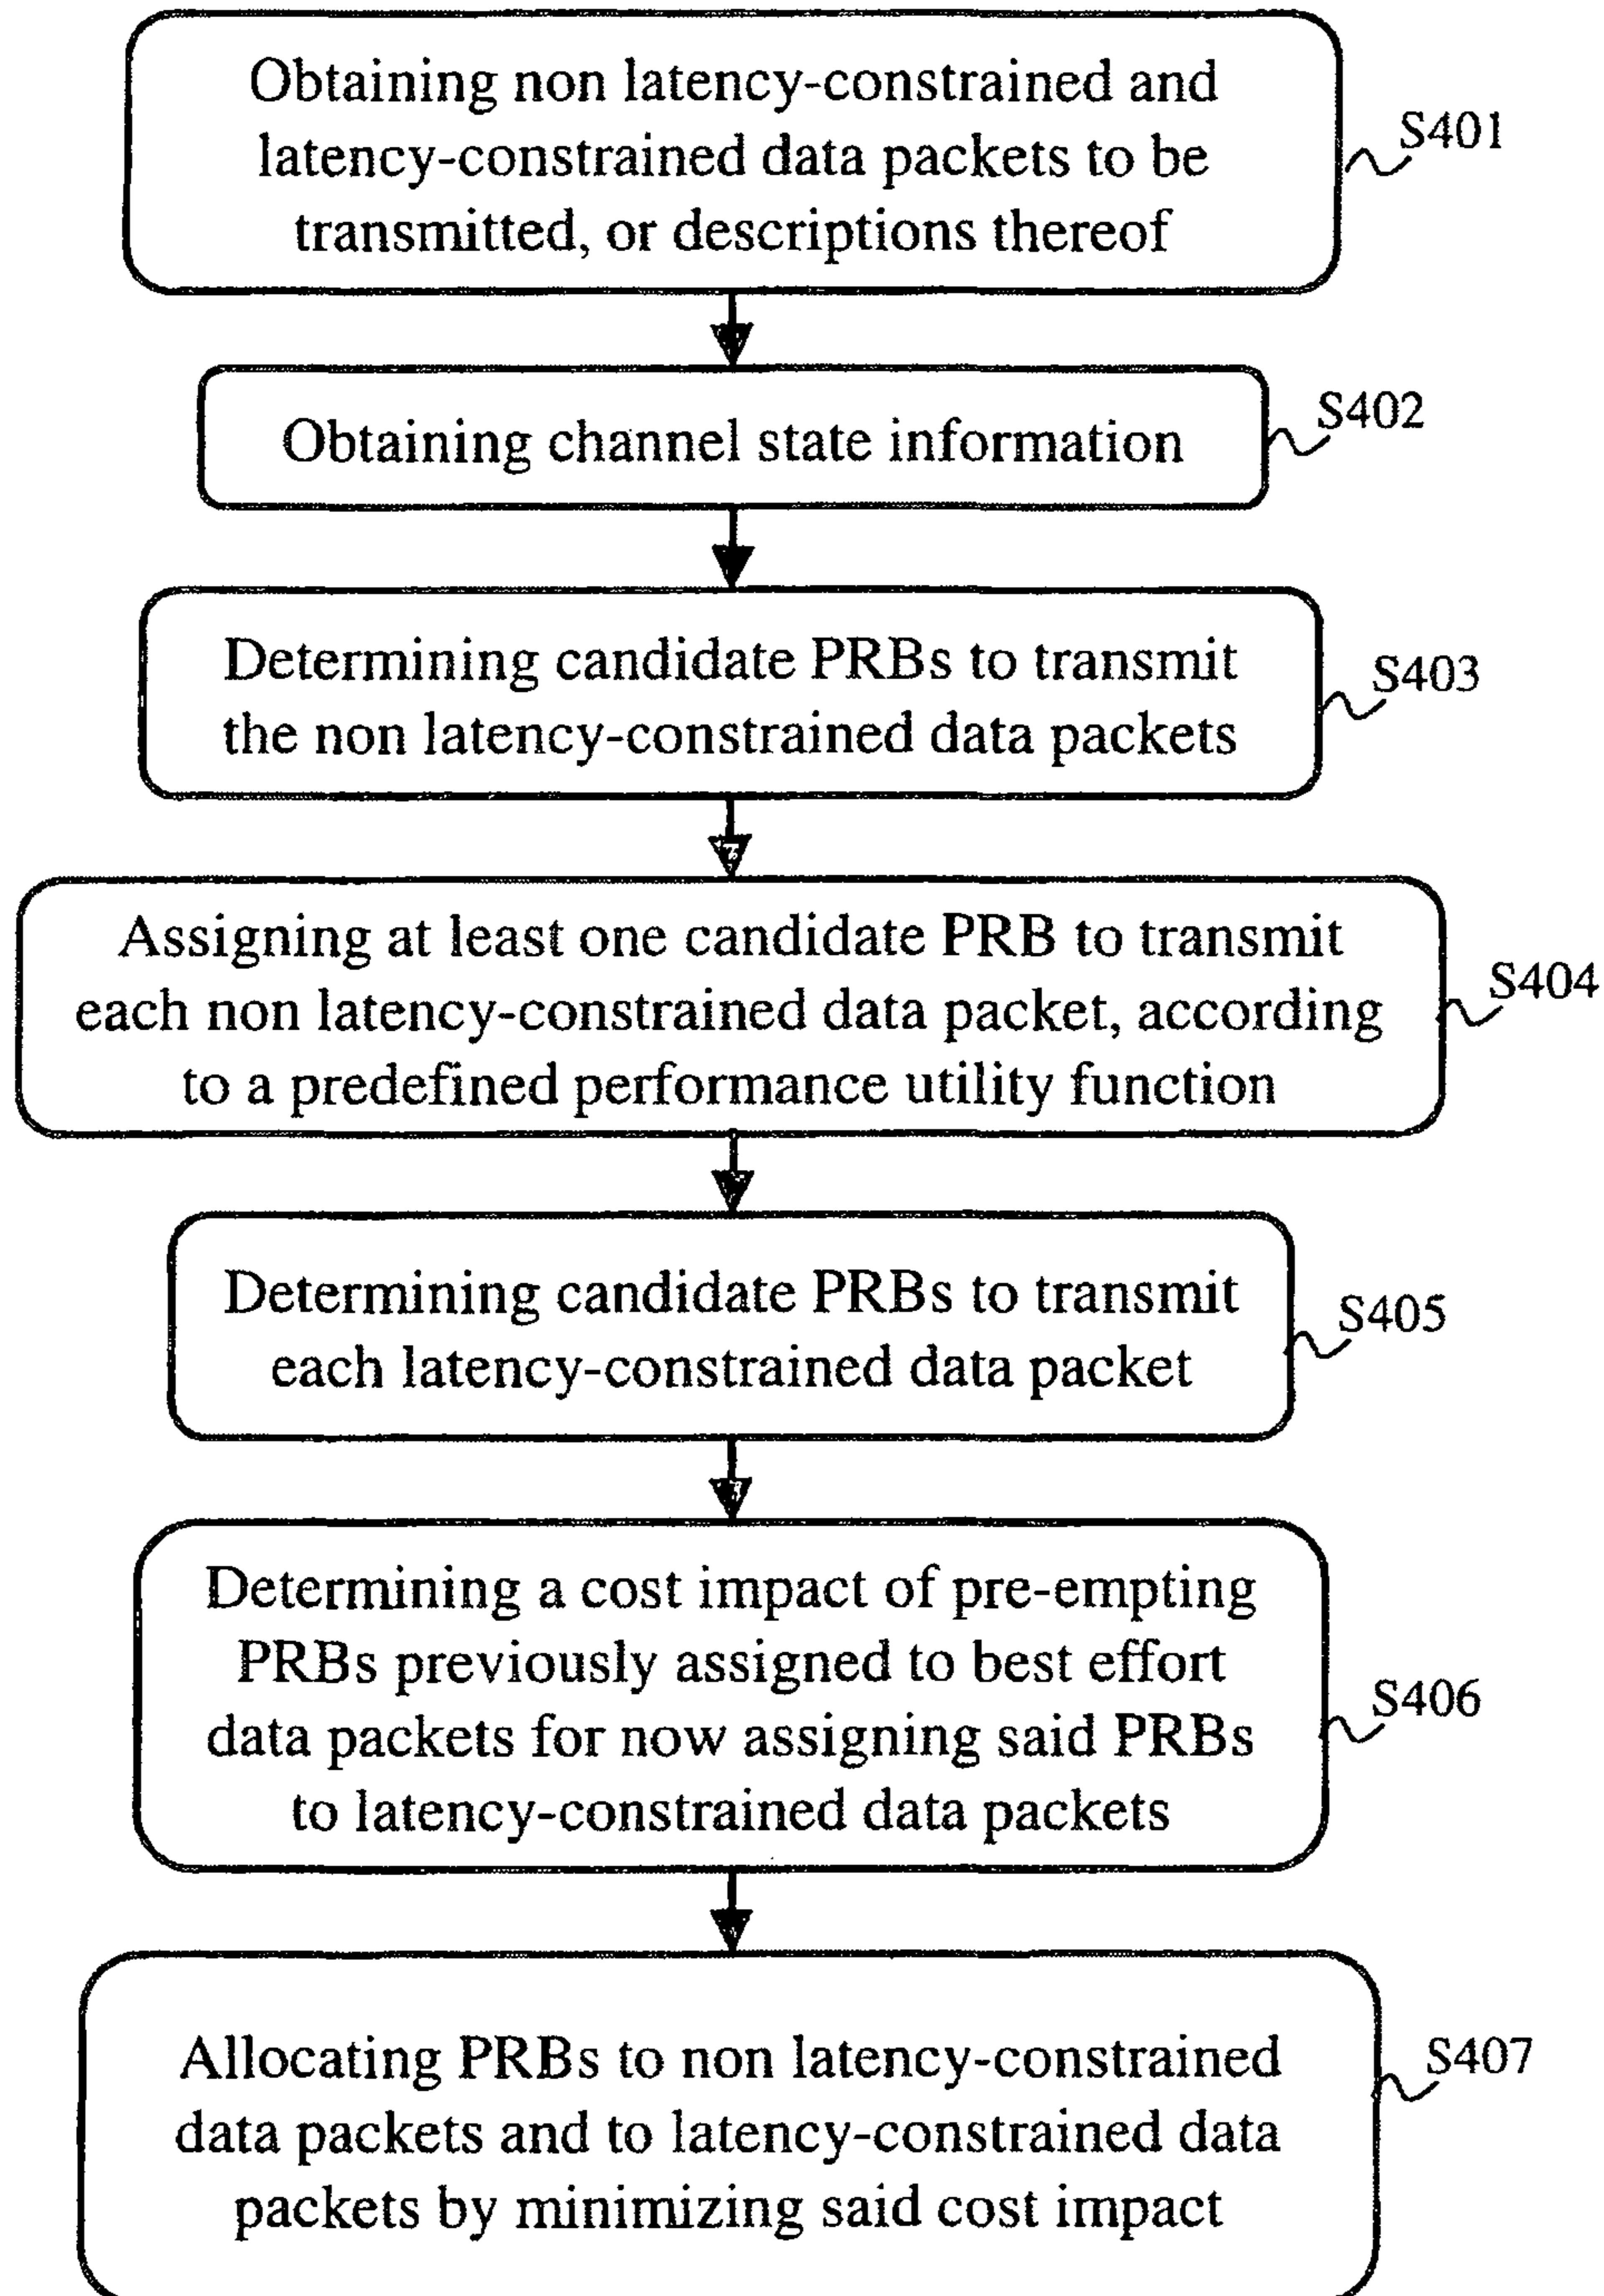 Obtaining non latency-constrained and
latency-constrained data packets to be
transmitted, or descriptions thereof
S401
Obtaining channel state information
S402
Determining candidate PRBs to transmit
the non latency-constrained data packets
S403
Assigning at least one candidate PRB to transmit
each non latency-constrained data packet, according
to a predefined performance utility function
S404
Determining candidate PRBs to transmit
each latency-constrained data packet
S405
Determining a cost impact of pre-empting
PRBs previously assigned to best effort
data packets for now assigning said PRBs
to latency-constrained data packets
S406
Allocating PRBs to non latency-constrained
data packets and to latency-constrained data
packets by minimizing said cost impact
S407